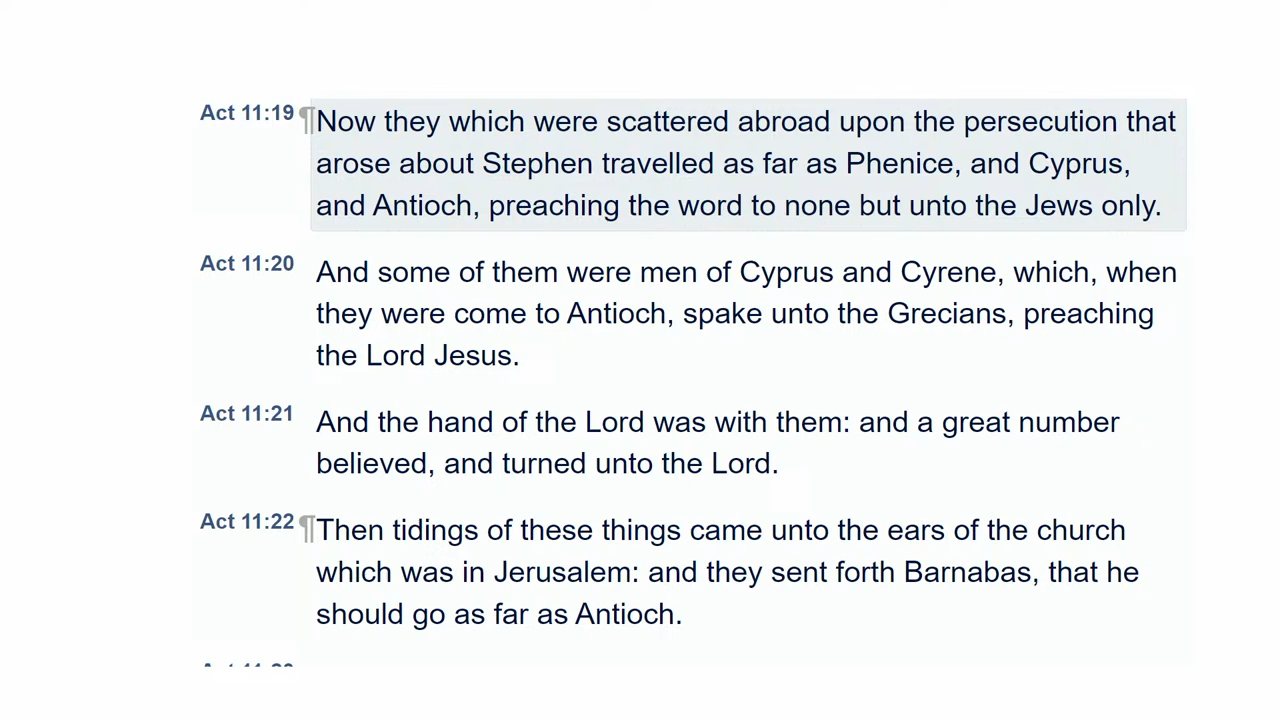 Act 11:19 ¶Now they which were scattered abroad upon the persecution that
arose about Stephen travelled as far as Phenice, and Cyprus,
and Antioch, preaching the word to none but unto the Jews only.
Act 11:20 And some of them were men of Cyprus and Cyrene, which, when
they were come to Antioch, spake unto the Grecians, preaching
the Lord Jesus.
Act 11:21 And the hand of the Lord was with them: and a great number
believed, and turned unto the Lord.
Act 11:22 ¶Then tidings of these things came unto the ears of the church
which was in Jerusalem: and they sent forth Barnabas, that he
should go as far as Antioch.